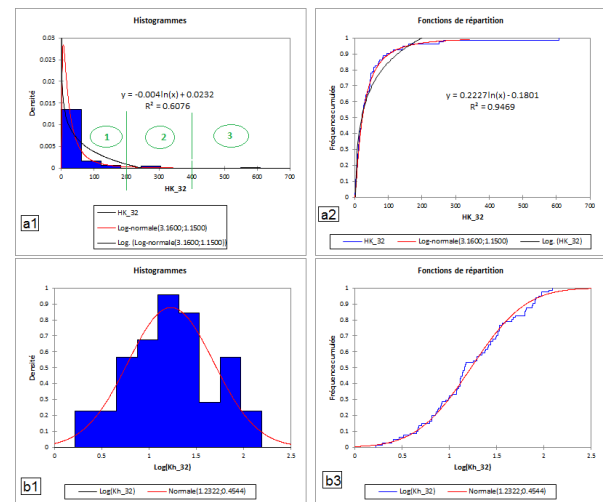 Histogrammes
0.03
0.025
0.02
0.015
0.01
0.005
0
Densité
y = -0.004ln(x) + 0.0232
R² = 0.6076
1
2
3
0 100 200 300 400 500 600 700
HK_32
HK_32
Log-normale(3.1600;1.1500)
Log. (Log-normale(3.1600;1.1500))
a1
Fonctions de répartition
1
0.9
0.8
0.7
0.6
0.5
0.4
0.3
0.2
0.1
0
Fréquence cumulée
y = 0.2227ln(x) - 0.1801
R² = 0.9469
0 100 200 300 400 500 600 700
HK_32
HK_32 Log-normale(3.1600;1.1500) Log. (HK_32)
a2
Histogrammes
1
0.9
0.8
0.7
0.6
0.5
0.4
0.3
0.2
0.1
0
Densité
0 0.5 1 1.5 2 2.5
Log(Kh_32)
Log(Kh_32) Normale(1.2322;0.4544)
b1
Fonctions de répartition
1
0.9
0.8
0.7
0.6
0.5
0.4
0.3
0.2
0.1
0
Fréquence cumulée
0 0.5 1 1.5 2 2.5
Log(Kh_32)
Log(Kh_32) Normale(1.2322;0.4544)
b3